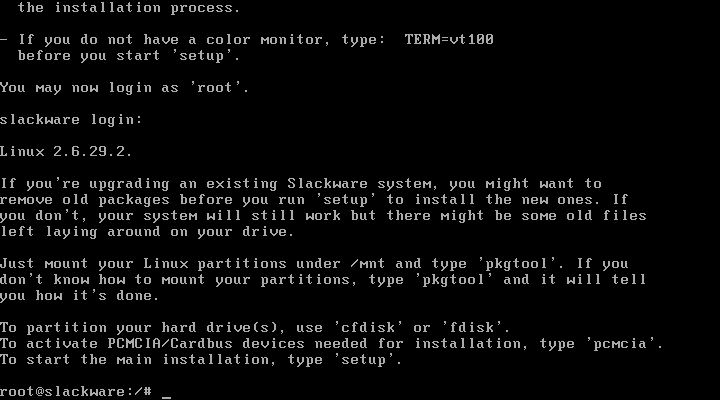 the installation process.
- If you do not have a color monitor, type:  TERM=vt100
before you start 'setup'.
You may now login as 'root'.
slackware login:
Linux 2.6.29.2.
If you're upgrading an existing Slackware system, you might want to
remove old packages before you run 'setup' to install the new ones. If
you don't, your system will still work but there might be some old files
left laying around on your drive.
Just mount your Linux partitions under /mnt and type 'pkgtool'. If you
don't know how to mount your partitions, type 'pkgtool' and it will tell
you how it's done.
To partition your hard drive(s), use 'cfdisk' or 'fdisk'.
To activate PCMCIA/Cardbus devices needed for installation, type 'pcmcia'.
To start the main installation, type 'setup'.
root@slackware:/# _